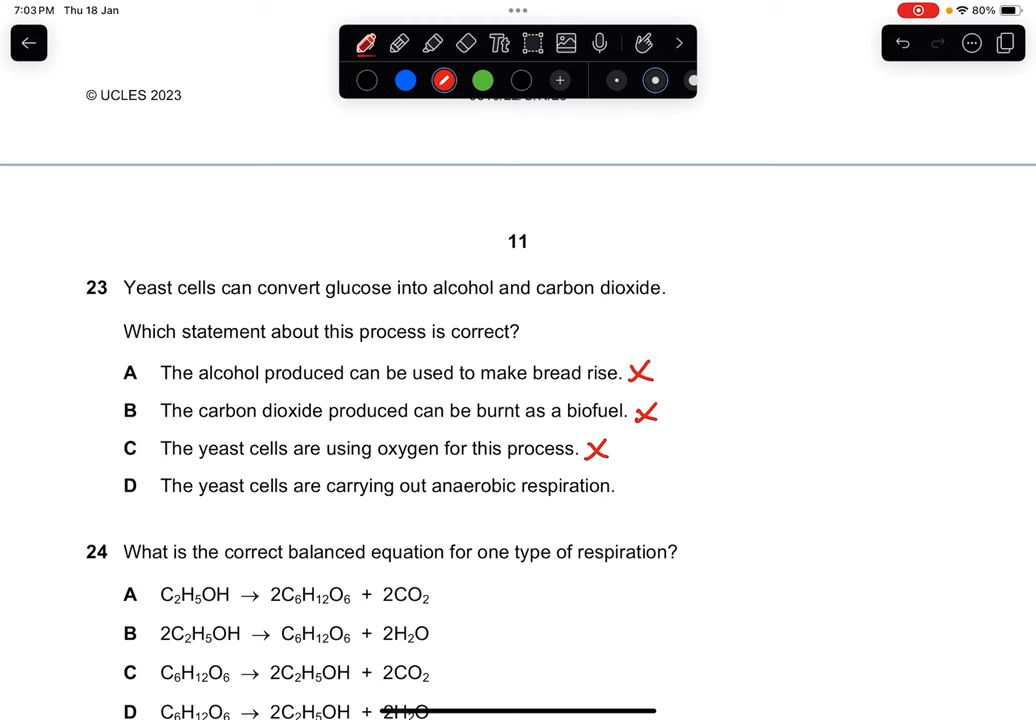 7:03 PM Thu 18 Jan
80%
Tt
© UCLES 2023
11
23 Yeast cells can convert glucose into alcohol and carbon dioxide.
Which statement about this process is correct?
A The alcohol produced can be used to make bread rise.
B The carbon dioxide produced can be burnt as a biofuel.
C The yeast cells are using oxygen for this process.
D The yeast cells are carrying out anaerobic respiration.
24 What is the correct balanced equation for one type of respiration?
A C₂H₅OH → 2C₆H₁₂O₆ + 2CO₂
B 2C₂H₅OH → C₆H₁₂O₆ + 2H₂O
C C₆H₁₂O₆ → 2C₂H₅OH + 2CO₂
D C₆H₁₂O₆ → 2C₂H₅OH + 2H₂O